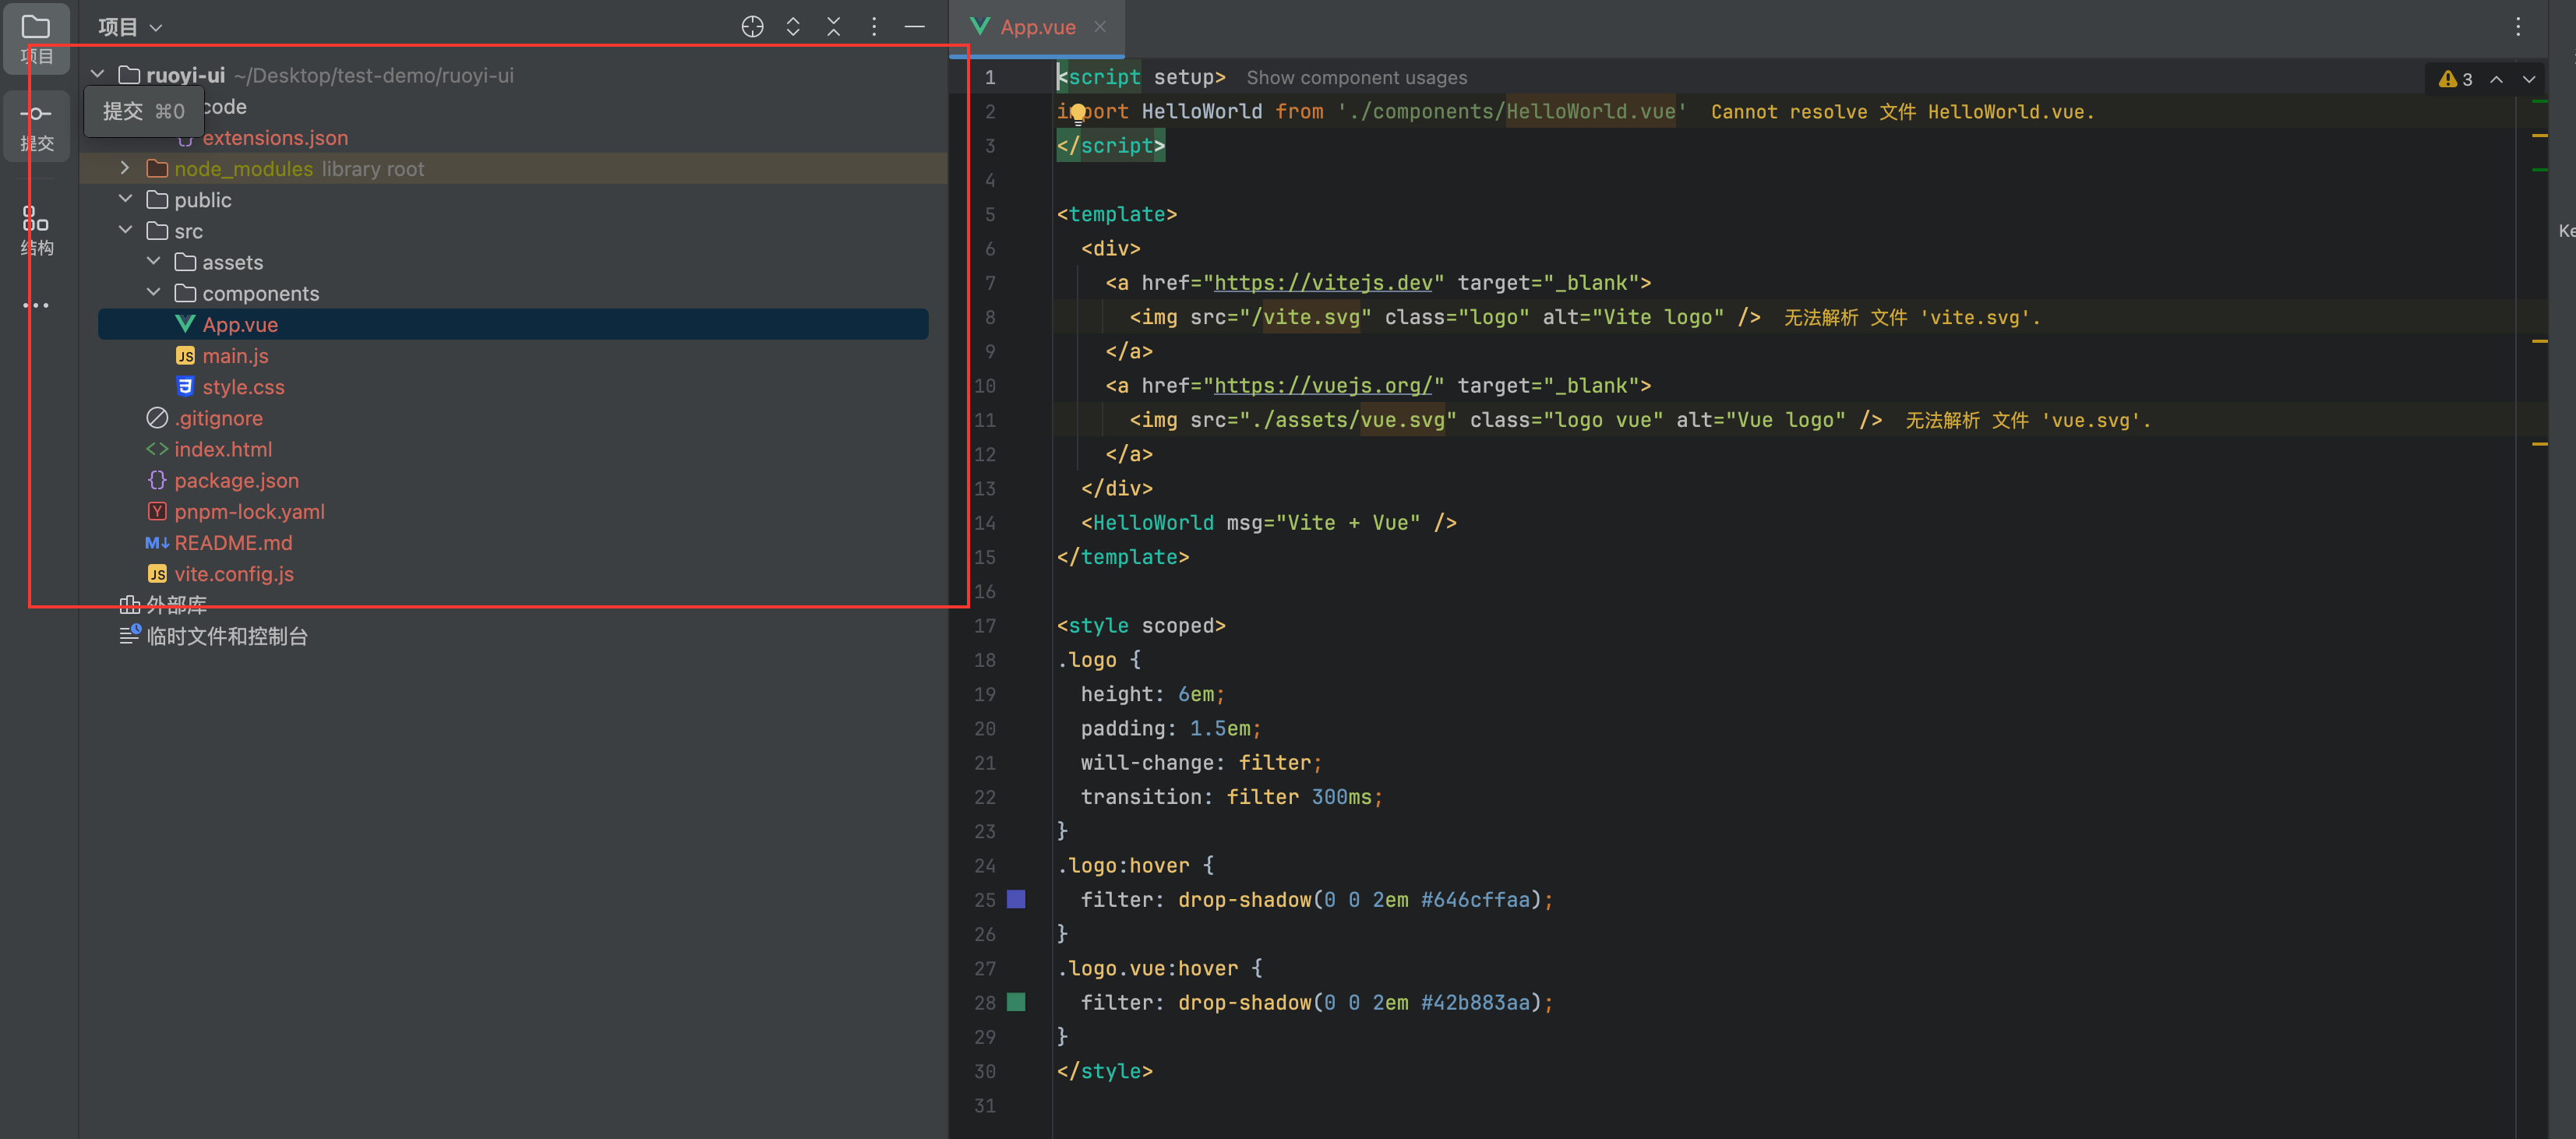 项目
提交
结构
项目
ruoyi-ui ~/Desktop/test-demo/ruoyi-ui
提交 ⌘0
code
extensions.json
node_modules library root
public
src
assets
components
App.vue
main.js
style.css
.gitignore
index.html
package.json
pnpm-lock.yaml
README.md
vite.config.js
外部库
临时文件和控制台
App.vue
3
1 <script setup> Show component usages
2 import HelloWorld from './components/HelloWorld.vue' Cannot resolve 文件 HelloWorld.vue.
3 </script>
4
5 <template>
6 <div>
7 <a href="https://vitejs.dev" target="_blank">
8 <img src="/vite.svg" class="logo" alt="Vite logo" /> 无法解析 文件 'vite.svg'.
9 </a>
10 <a href="https://vuejs.org/" target="_blank">
11 <img src="./assets/vue.svg" class="logo vue" alt="Vue logo" /> 无法解析 文件 'vue.svg'.
12 </a>
13 </div>
14 <HelloWorld msg="Vite + Vue" />
15 </template>
16
17 <style scoped>
18 .logo {
19 height: 6em;
20 padding: 1.5em;
21 will-change: filter;
22 transition: filter 300ms;
23 }
24 .logo:hover {
25 filter: drop-shadow(0 0 2em #646cffaa);
26 }
27 .logo.vue:hover {
28 filter: drop-shadow(0 0 2em #42b883aa);
29 }
30 </style>
31
Ke